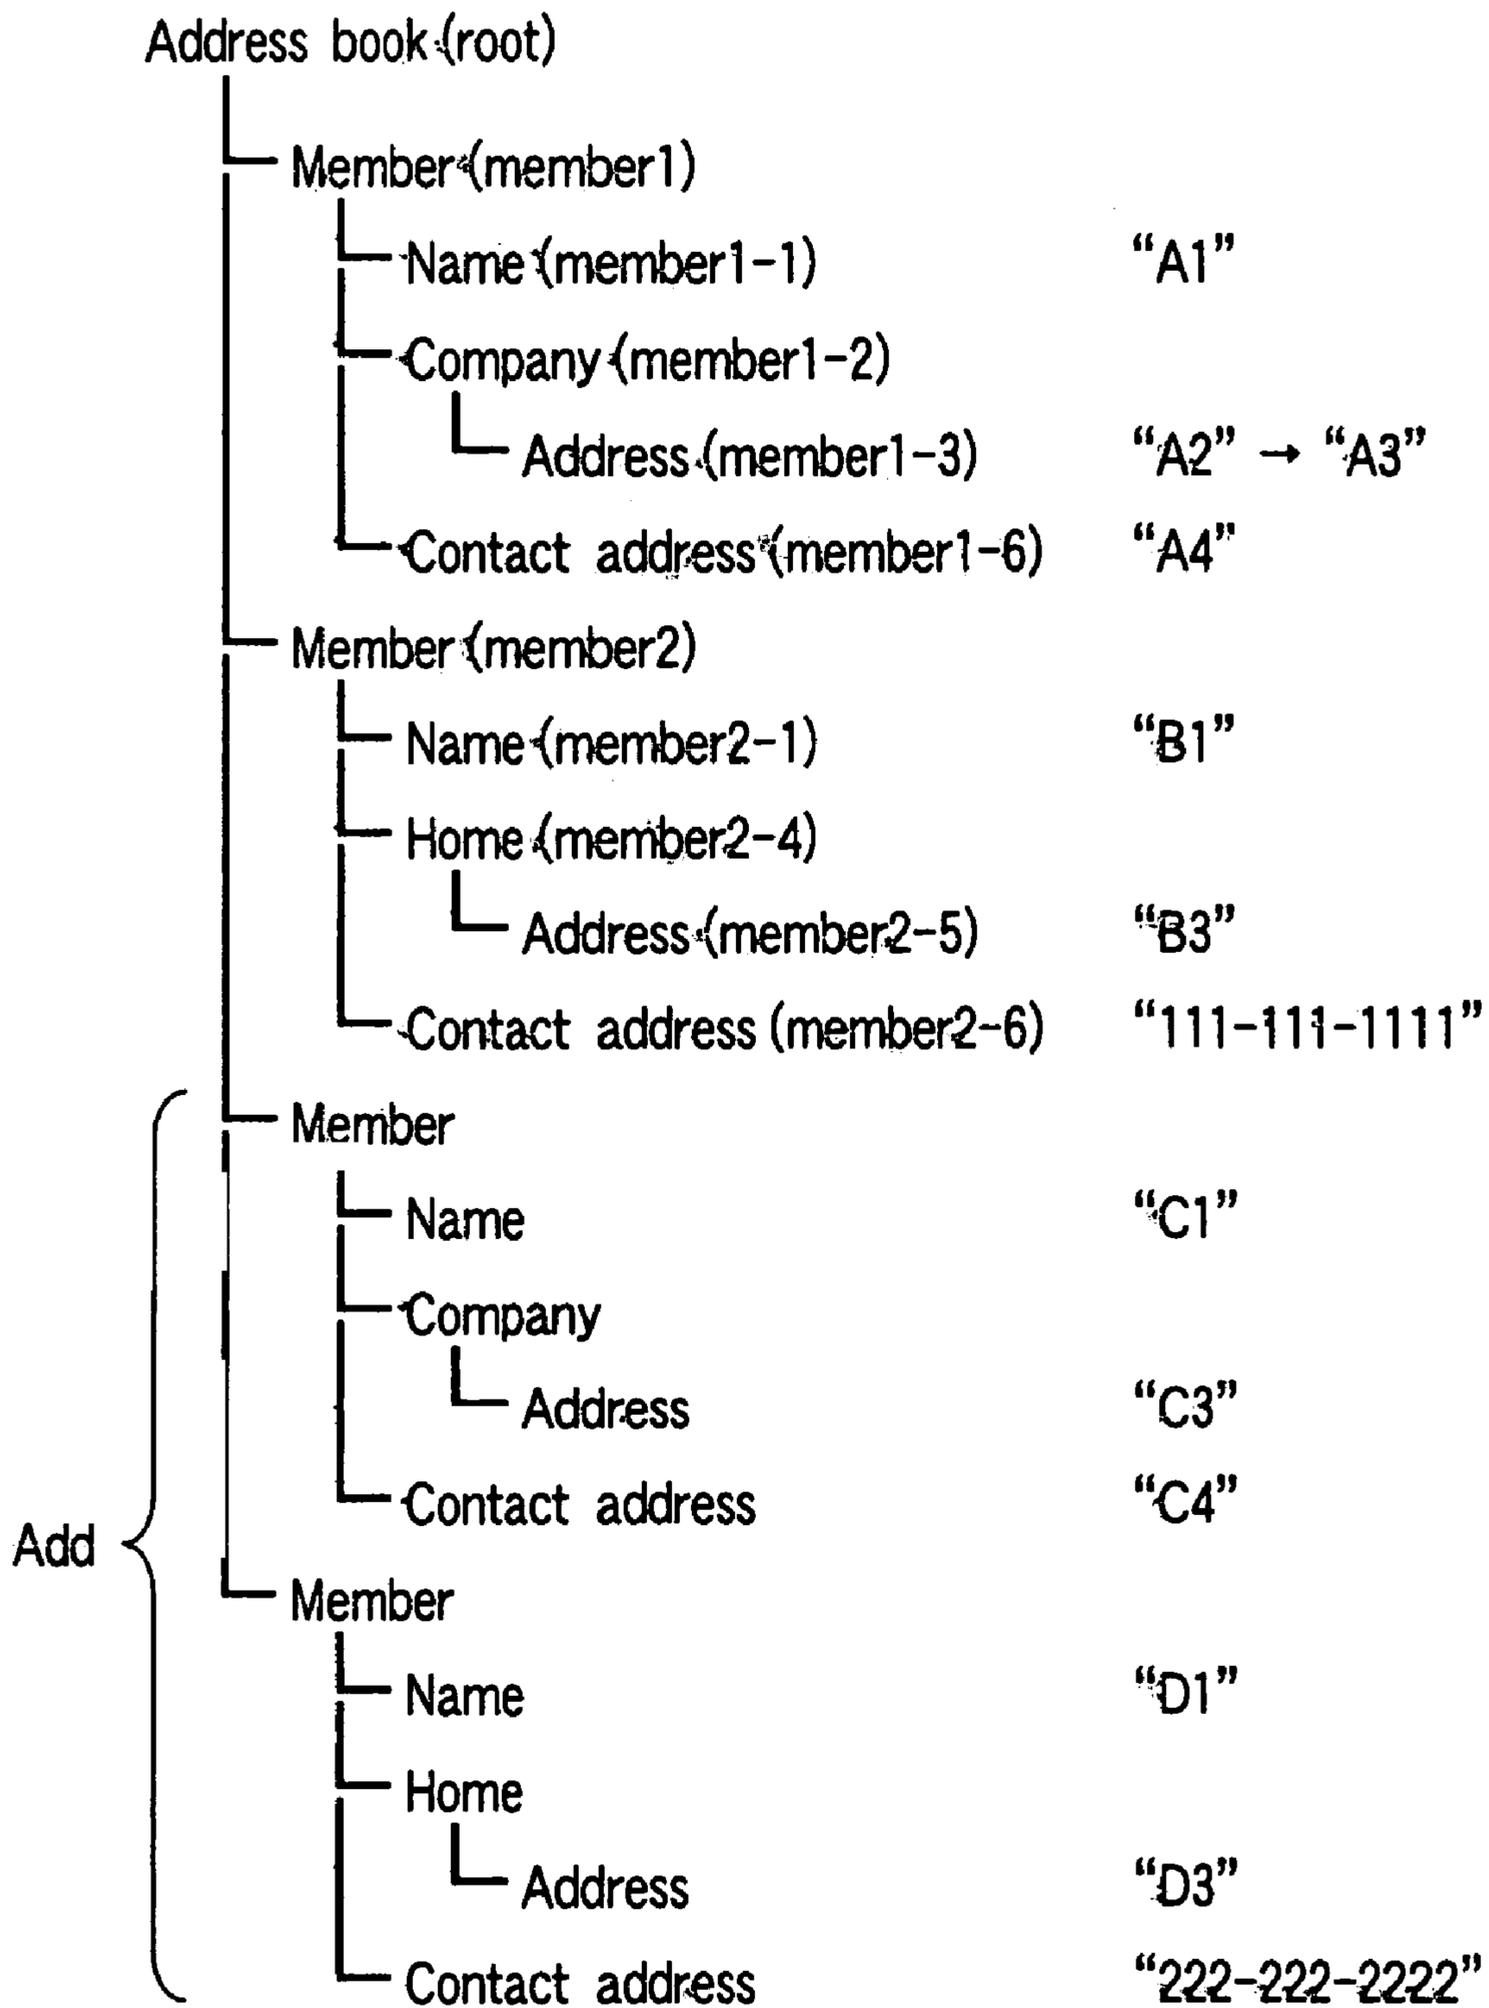 Address book (root)
Member (member1)
Name (member1-1) “A1”
Company (member1-2)
Address (member1-3) “A2” → “A3”
Contact address (member1-6) “A4”
Member (member2)
Name (member2-1) “B1”
Home (member2-4)
Address (member2-5) “B3”
Contact address (member2-6) “111-111-1111”
Member
Name “C1”
Company
Address “C3”
Contact address “C4”
Add
Member
Name “D1”
Home
Address “D3”
Contact address “222-222-2222”